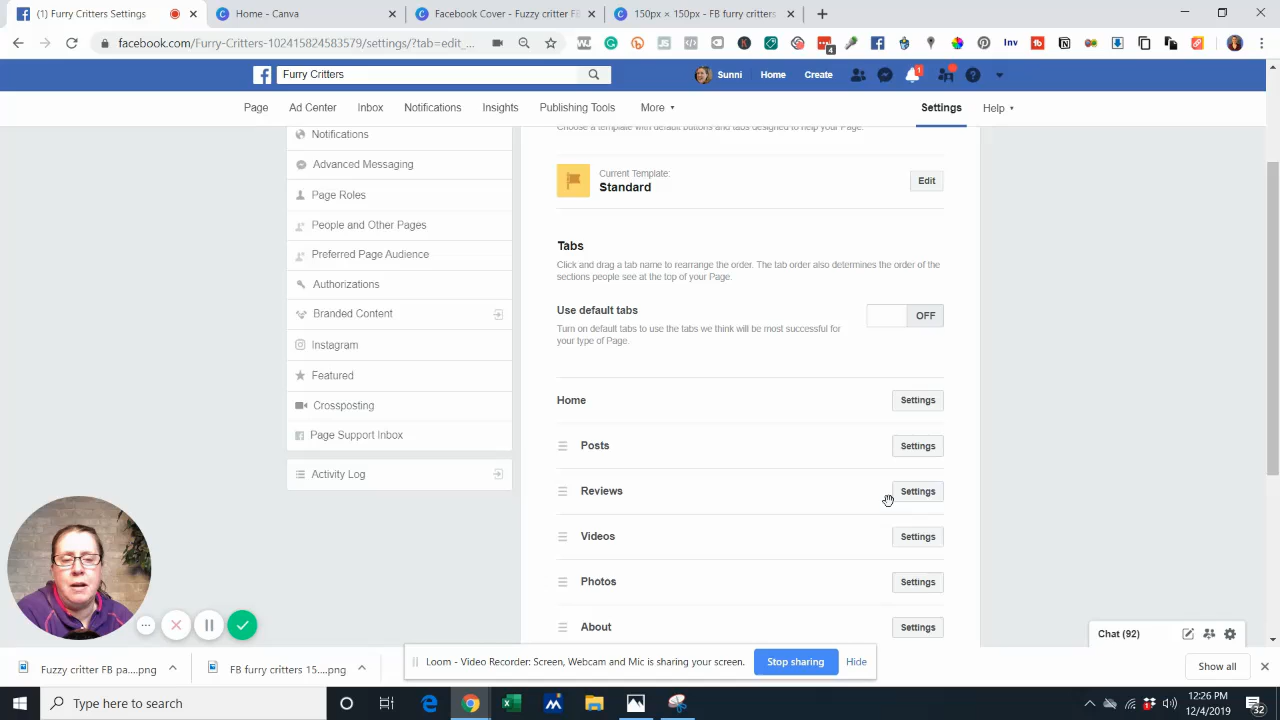 (1) Furry Critters Settings
Home - Canva
Facebook Cover - Fuzzy critter FB
150px × 150px - FB furry critters
facebook.com/Furry-Critters-102415824583579/settings/?tab=edit_...
Furry Critters
Sunni
Home
Create
1
Page
Ad Center
Inbox
Notifications
Insights
Publishing Tools
More
Settings
Help
Notifications
Advanced Messaging
Page Roles
People and Other Pages
Preferred Page Audience
Authorizations
Branded Content
Instagram
Featured
Crossposting
Page Support Inbox
Activity Log
Choose a template with default buttons and tabs designed to help your Page.
Current Template:
Standard
Edit
Tabs
Click and drag a tab name to rearrange the order. The tab order also determines the order of the
sections people see at the top of your Page.
Use default tabs
OFF
Turn on default tabs to use the tabs we think will be most successful for
your type of Page.
Home
Settings
Posts
Settings
Reviews
Settings
Videos
Settings
Photos
Settings
About
Settings
Chat (92)
Fuzzy critter FB pa....png
FB furry critters 15....png
Loom - Video Recorder: Screen, Webcam and Mic is sharing your screen.
Stop sharing
Hide
Show all
Type here to search
12:26 PM
12/4/2019
32